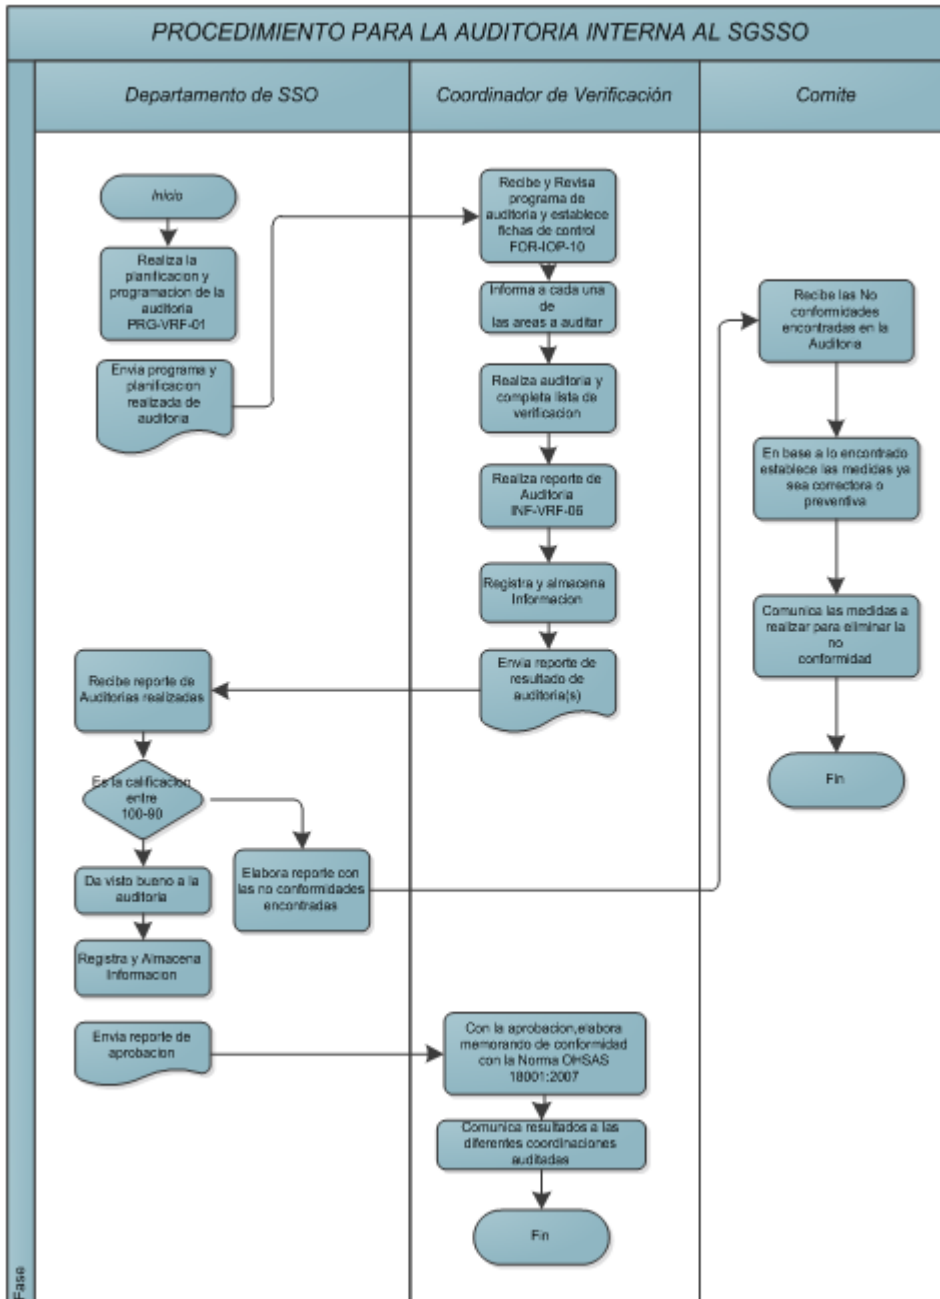 PROCEDIMIENTO PARA LA AUDITORIA INTERNA AL SGSSO
Departamento de SSO
Coordinador de Verificación
Comite
Inicio
Realiza la
planificacion y
programacion de la
auditoria
PRG-VRF-01
Envia programa y
planificacion
realizada de
auditoria
Recibe y Revisa
programa de
auditoria y establece
fichas de control
FOR-IOP-10
Informa a cada una
de
las areas a auditar
Realiza auditoria y
completa lista de
verificacion
Realiza reporte de
Auditoria
INF-VRF-06
Registra y almacena
Informacion
Envia reporte de
resultado de
auditoria(s)
Recibe reporte de
Auditorias realizadas
Es la calificacion
entre
100-90
Da visto bueno a la
auditoria
Registra y Almacena
Informacion
Envia reporte de
aprobacion
Elabora reporte con
las no conformidades
encontradas
Recibe las No
conformidades
encontradas en la
Auditoria
En base a lo encontrado
establece las medidas ya
sea correctora o
preventiva
Comunica las medidas a
realizar para eliminar la
no
conformidad
Fin
Con la aprobacion,elabora
memorando de conformidad
con la Norma OHSAS
18001:2007
Comunica resultados a las
diferentes coordinaciones
auditadas
Fin
Fase